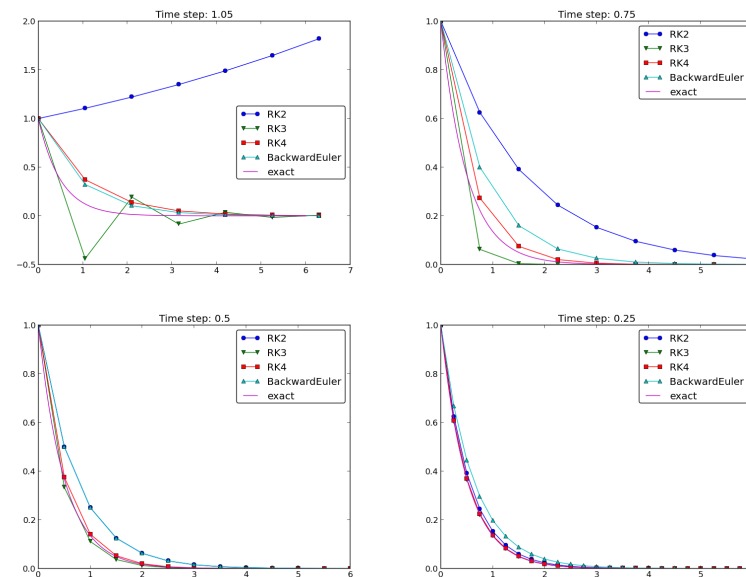 Time step: 1.05
2.0
1.5
1.0
0.5
0.0
−0.5
0 1 2 3 4 5 6 7
RK2
RK3
RK4
BackwardEuler
exact
Time step: 0.75
1.0
0.8
0.6
0.4
0.2
0.0
0 1 2 3 4 5
RK2
RK3
RK4
BackwardEuler
exact
Time step: 0.5
1.0
0.8
0.6
0.4
0.2
0.0
0 1 2 3 4 5 6
RK2
RK3
RK4
BackwardEuler
exact
Time step: 0.25
1.0
0.8
0.6
0.4
0.2
0.0
0 1 2 3 4 5
RK2
RK3
RK4
BackwardEuler
exact